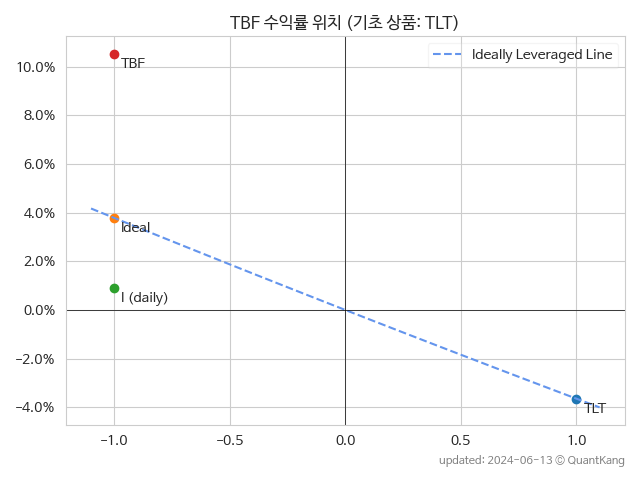 TBF 수익률 위치 (기초 상품: TLT)
Ideally Leveraged Line
10.0%
8.0%
6.0%
4.0%
2.0%
0.0%
−2.0%
−4.0%
TBF
Ideal
I (daily)
TLT
−1.0
−0.5
0.0
0.5
1.0
updated: 2024-06-13 © QuantKang